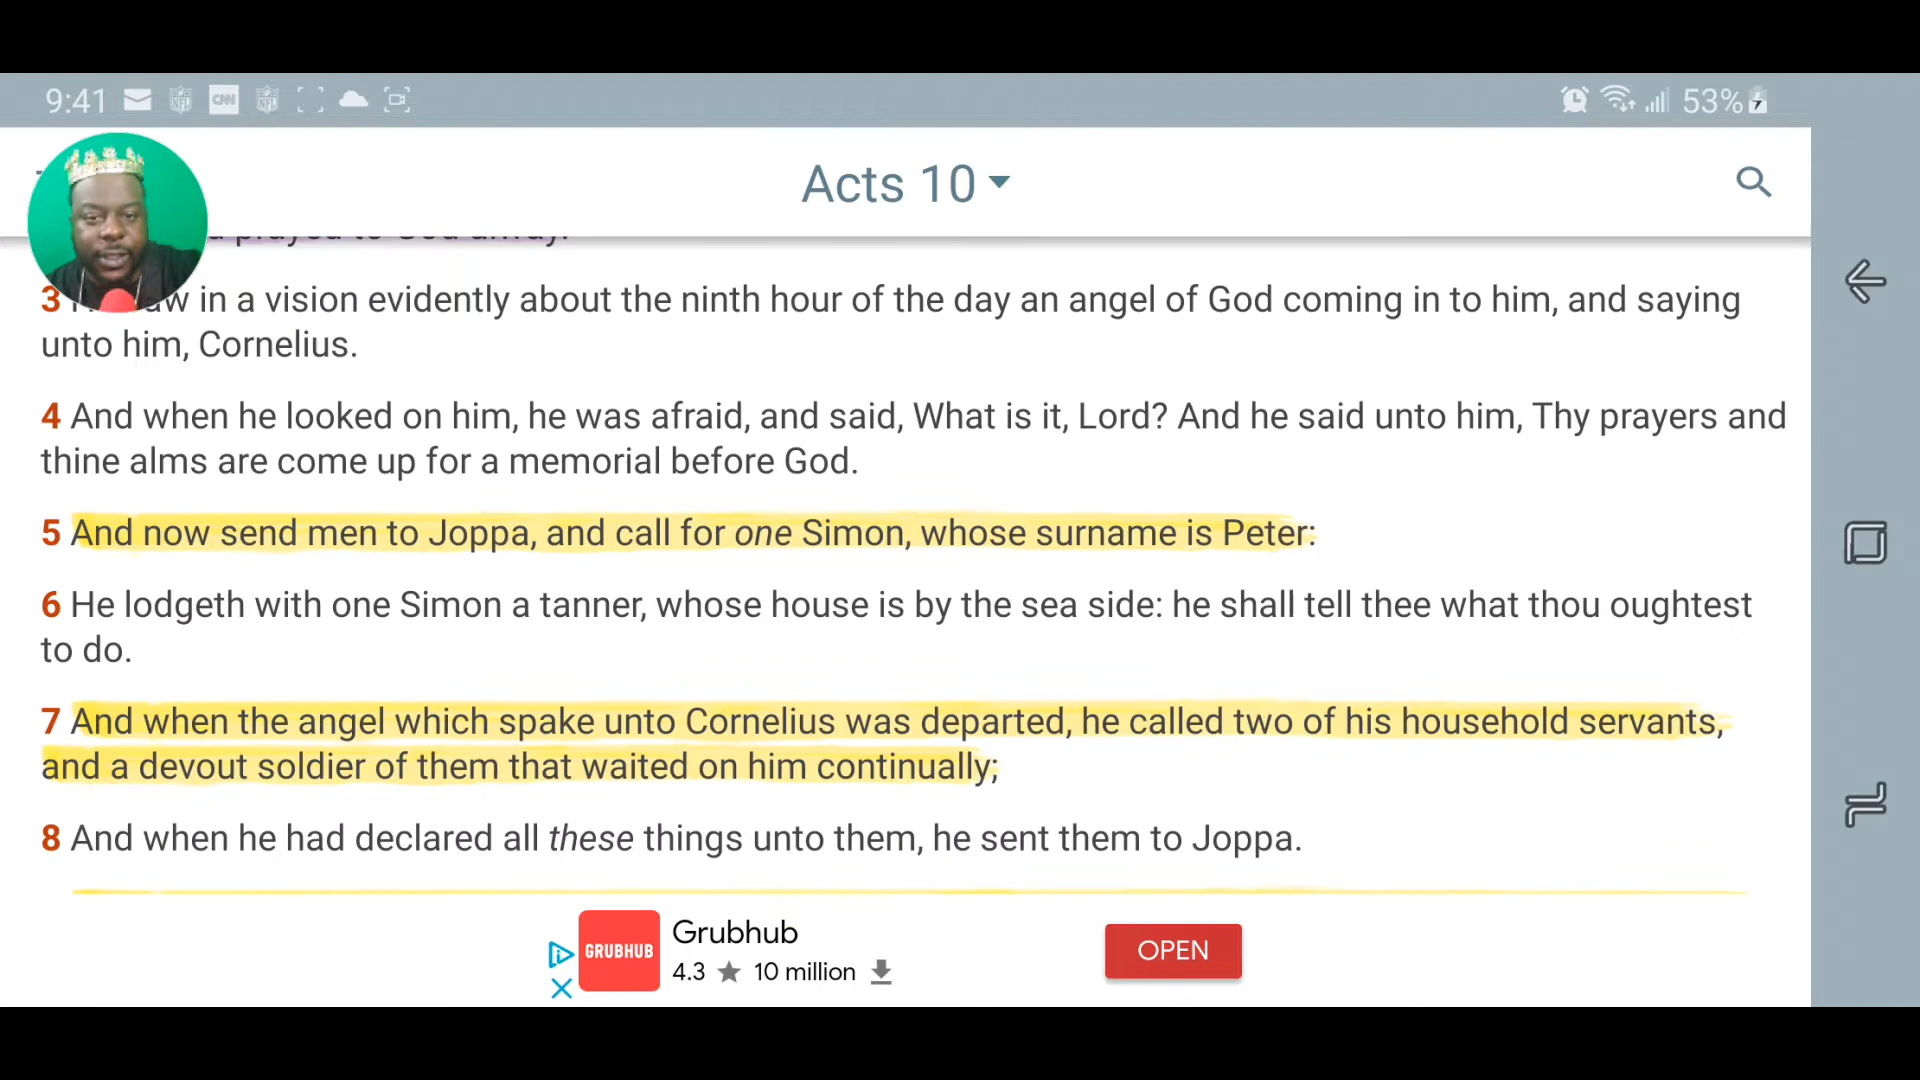 9:41 NFL CNN NFL 53%
Acts 10
prayed to God
3 in a vision evidently about the ninth hour of the day an angel of God coming in to him, and saying
unto him, Cornelius.
4 And when he looked on him, he was afraid, and said, What is it, Lord? And he said unto him, Thy prayers and
thine alms are come up for a memorial before God.
5 And now send men to Joppa, and call for one Simon, whose surname is Peter:
6 He lodgeth with one Simon a tanner, whose house is by the sea side: he shall tell thee what thou oughtest
to do.
7 And when the angel which spake unto Cornelius was departed, he called two of his household servants,
and a devout soldier of them that waited on him continually;
8 And when he had declared all these things unto them, he sent them to Joppa.
GRUBHUB
Grubhub
4.3 ★ 10 million
OPEN